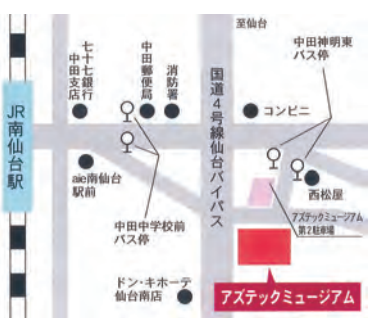 至仙台
中田神明東
バス停
七十七銀行
中田支店
中田郵便局
消防署
国道4号線仙台バイパス
コンビニ
JR南仙台駅
aie南仙台
駅前
中田中学校前
バス停
西松屋
アズテックミュージアム
第2駐車場
ドン・キホーテ
仙台南店
アズテックミュージアム